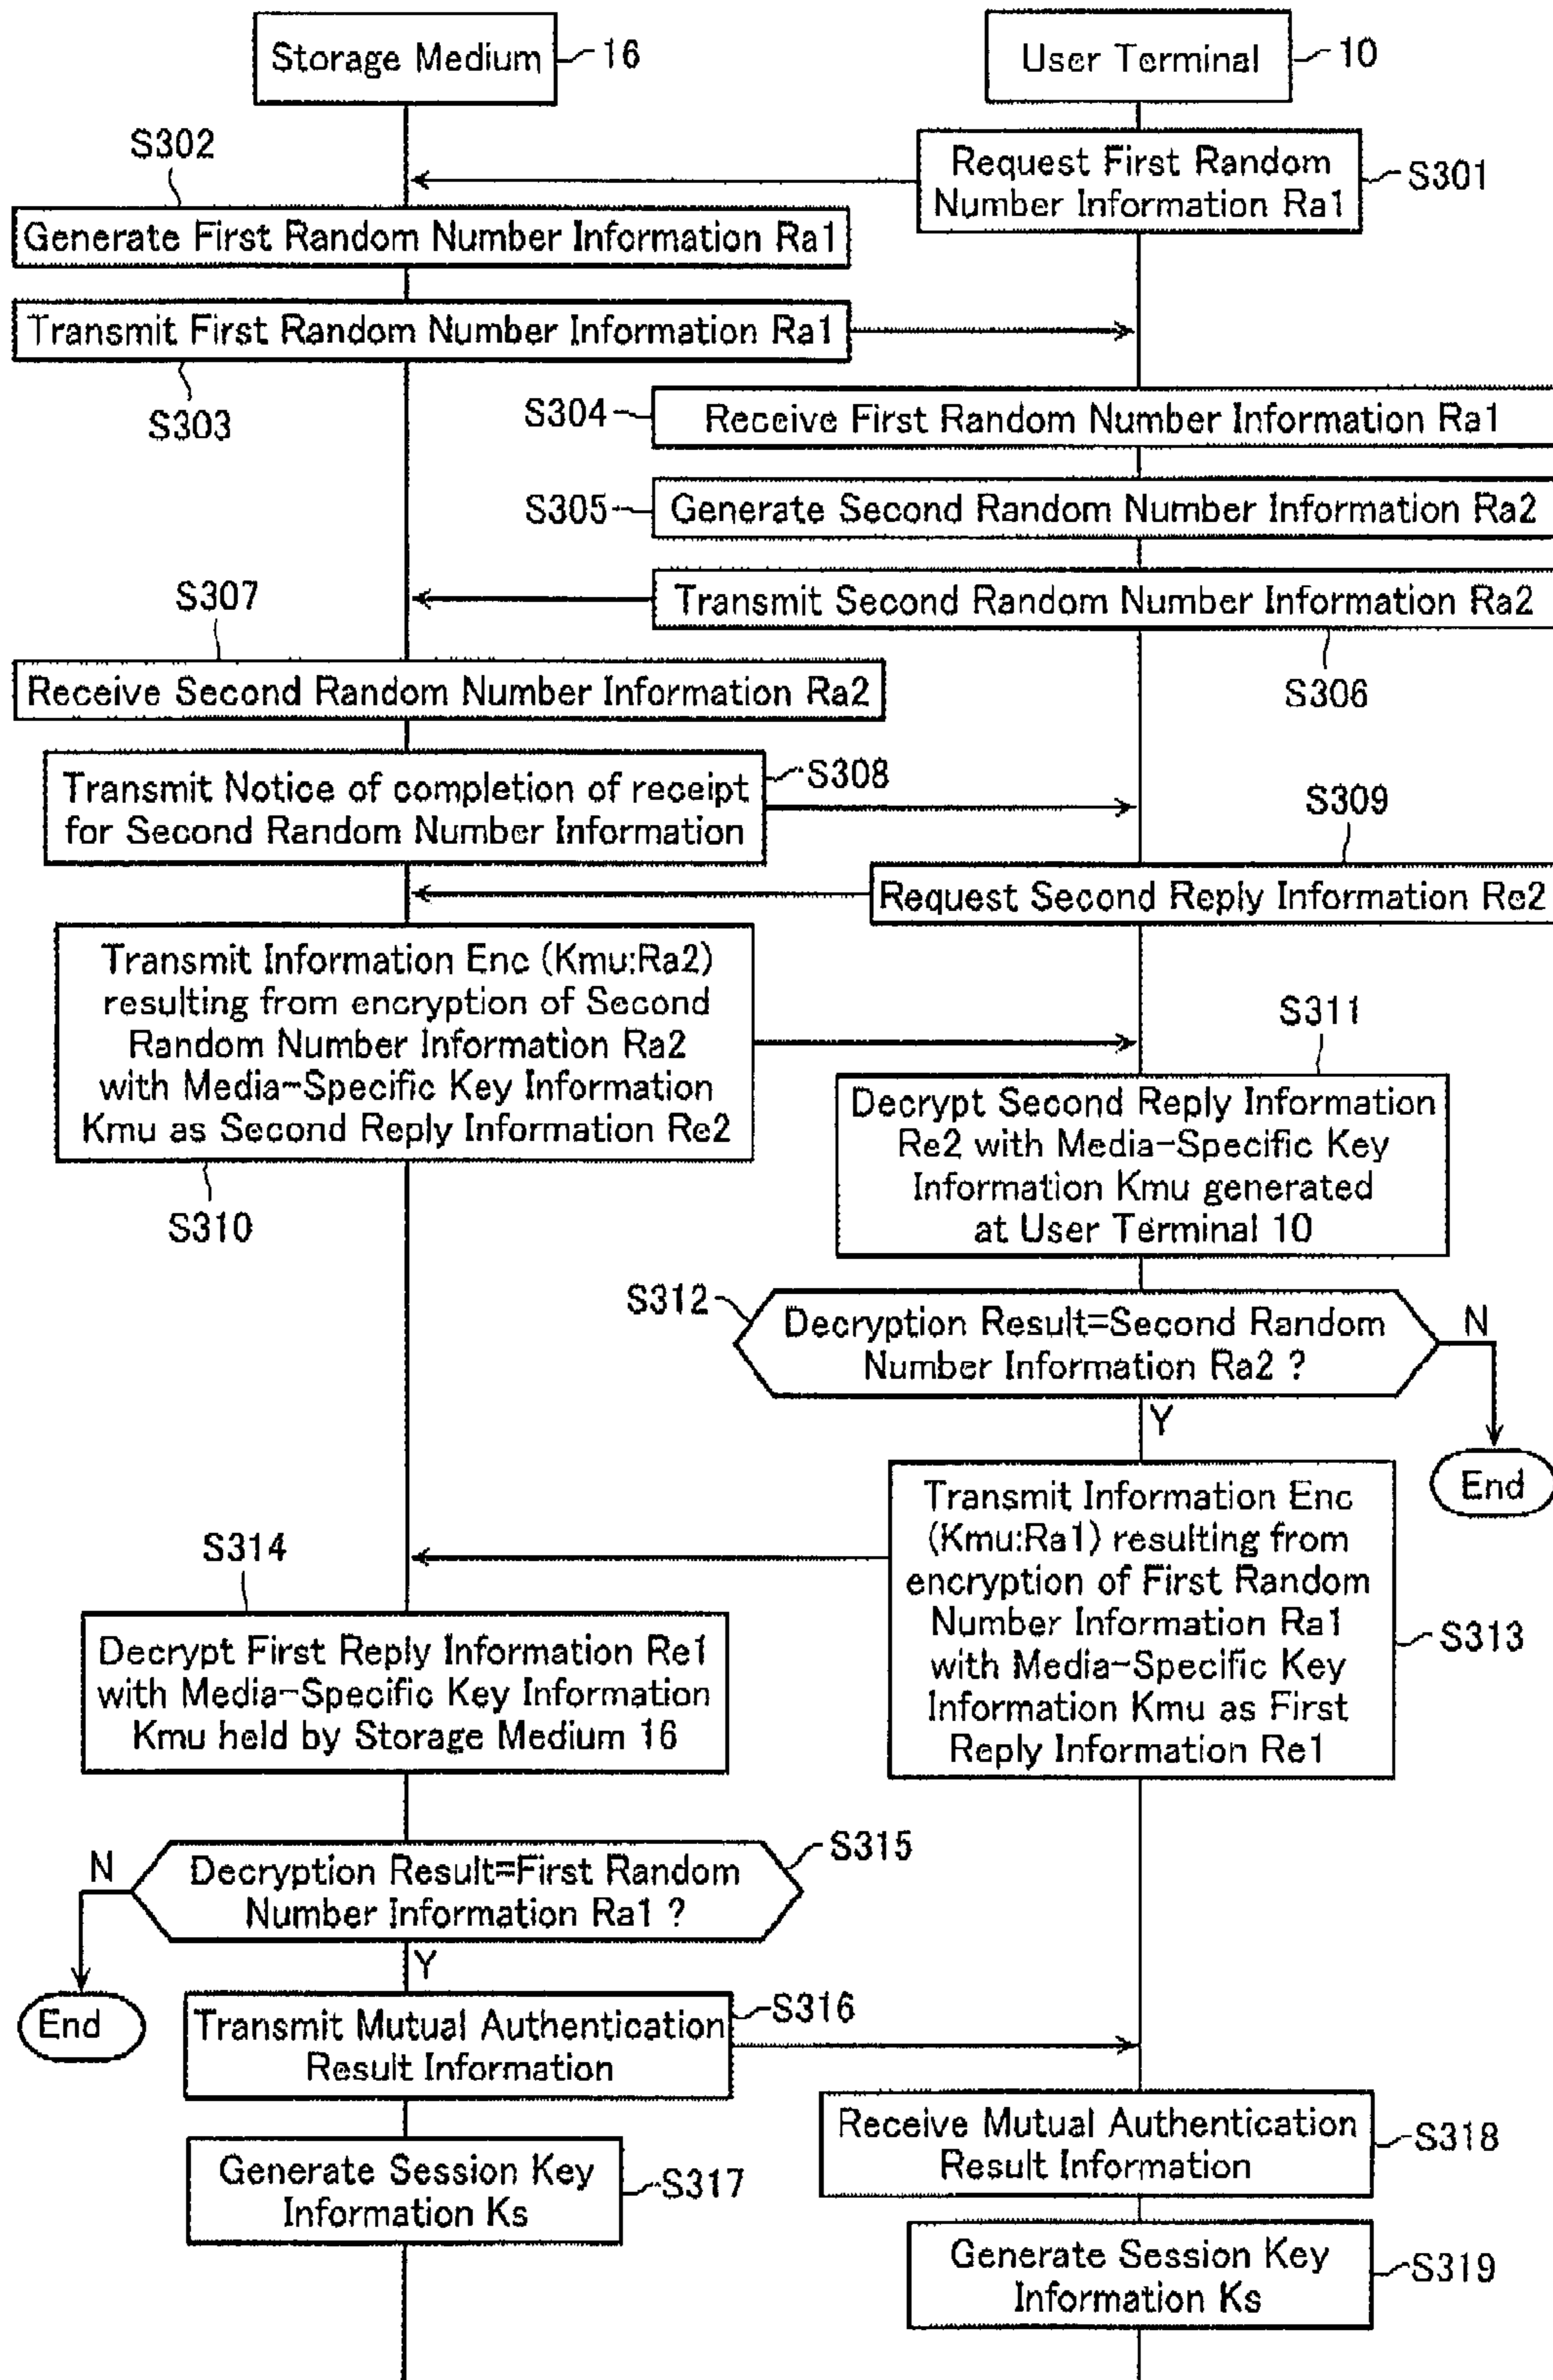 Storage Medium
16
User Terminal
10
S302
Request First Random
Number Information Ra1
S301
Generate First Random Number Information Ra1
Transmit First Random Number Information Ra1
S303
S304
Receive First Random Number Information Ra1
S305
Generate Second Random Number Information Ra2
S307
Transmit Second Random Number Information Ra2
S306
Receive Second Random Number Information Ra2
Transmit Notice of completion of receipt
for Second Random Number Information
S308
S309
Request Second Reply Information Re2
Transmit Information Enc (Kmu:Ra2)
resulting from encryption of Second
Random Number Information Ra2
with Media-Specific Key Information
Kmu as Second Reply Information Re2
S310
S311
Decrypt Second Reply Information
Re2 with Media-Specific Key
Information Kmu generated
at User Terminal 10
S312
Decryption Result=Second Random
Number Information Ra2 ?
N
Y
End
Transmit Information Enc
(Kmu:Ra1) resulting from
encryption of First Random
Number Information Ra1
with Media-Specific Key
Information Kmu as First
Reply Information Re1
S313
S314
Decrypt First Reply Information Re1
with Media-Specific Key Information
Kmu held by Storage Medium 16
S315
N
Decryption Result=First Random
Number Information Ra1 ?
Y
End
Transmit Mutual Authentication
Result Information
S316
Receive Mutual Authentication
Result Information
S318
Generate Session Key
Information Ks
S317
Generate Session Key
Information Ks
S319